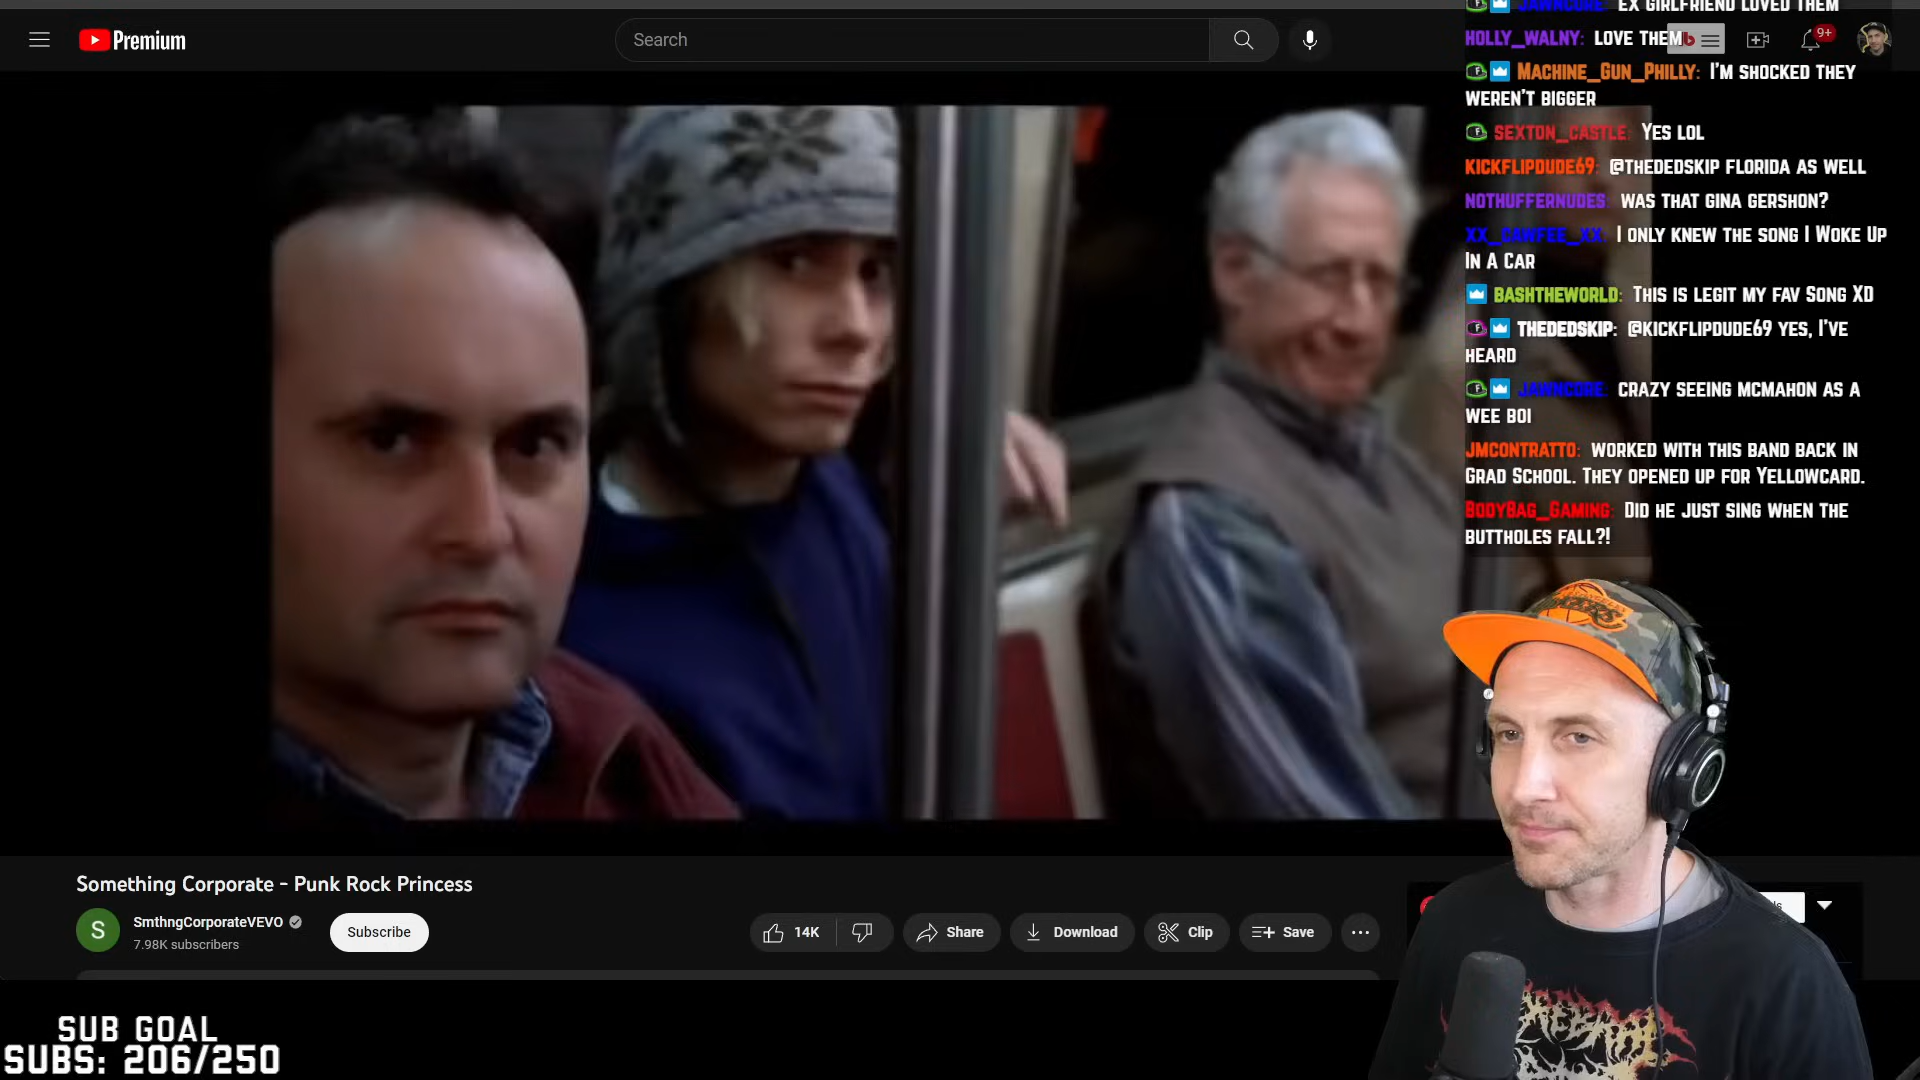 Premium
Search
9+
JAWNCORE: EX GIRLFRIEND LOVED THEM
HOLLY_WALNY: LOVE THEM
MACHINE_GUN_PHILLY: I'M SHOCKED THEY
WEREN'T BIGGER
SEXTON_CASTLE: YES LOL
KICKFLIPDUDE69: @THEDEDSKIP FLORIDA AS WELL
NOTHUFFERNUDES: WAS THAT GINA GERSHON?
XX_CAWFEE_XX: I ONLY KNEW THE SONG I WOKE UP
IN A CAR
BASHTHEWORLD: THIS IS LEGIT MY FAV SONG XD
THEDEDSKIP: @KICKFLIPDUDE69 YES, I'VE
HEARD
JAWNCORE: CRAZY SEEING MCMAHON AS A
WEE BOI
JMCONTRATTO: WORKED WITH THIS BAND BACK IN
GRAD SCHOOL. THEY OPENED UP FOR YELLOWCARD.
BODYBAG_GAMING: DID HE JUST SING WHEN THE
BUTTHOLES FALL?!
Something Corporate - Punk Rock Princess
S
SmthngCorporateVEVO
7.98K subscribers
Subscribe
14K
Share
Download
Clip
Save
SUB GOAL
SUBS: 206/250